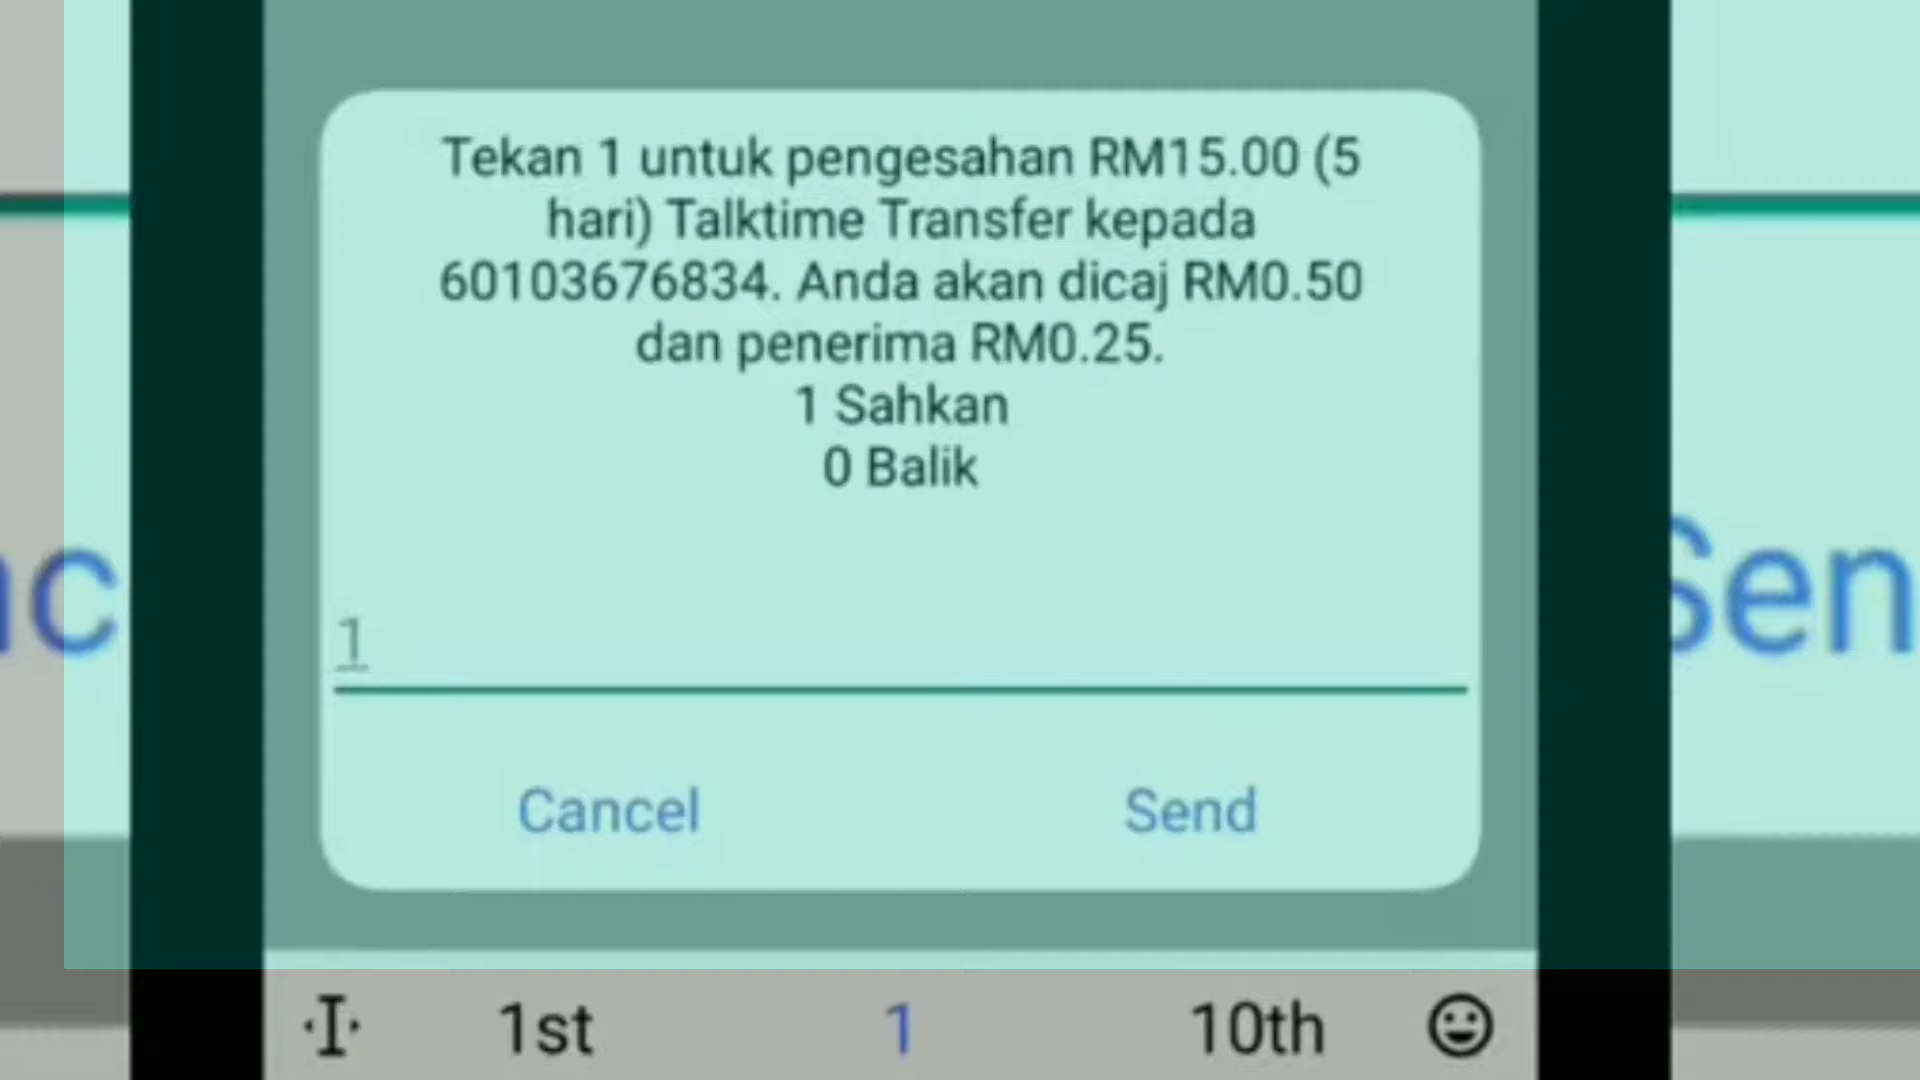 Tekan 1 untuk pengesahan RM15.00 (5
hari) Talktime Transfer kepada
60103676834. Anda akan dicaj RM0.50
dan penerima RM0.25.
1 Sahkan
0 Balik
1
Cancel
Send
1st
1
10th